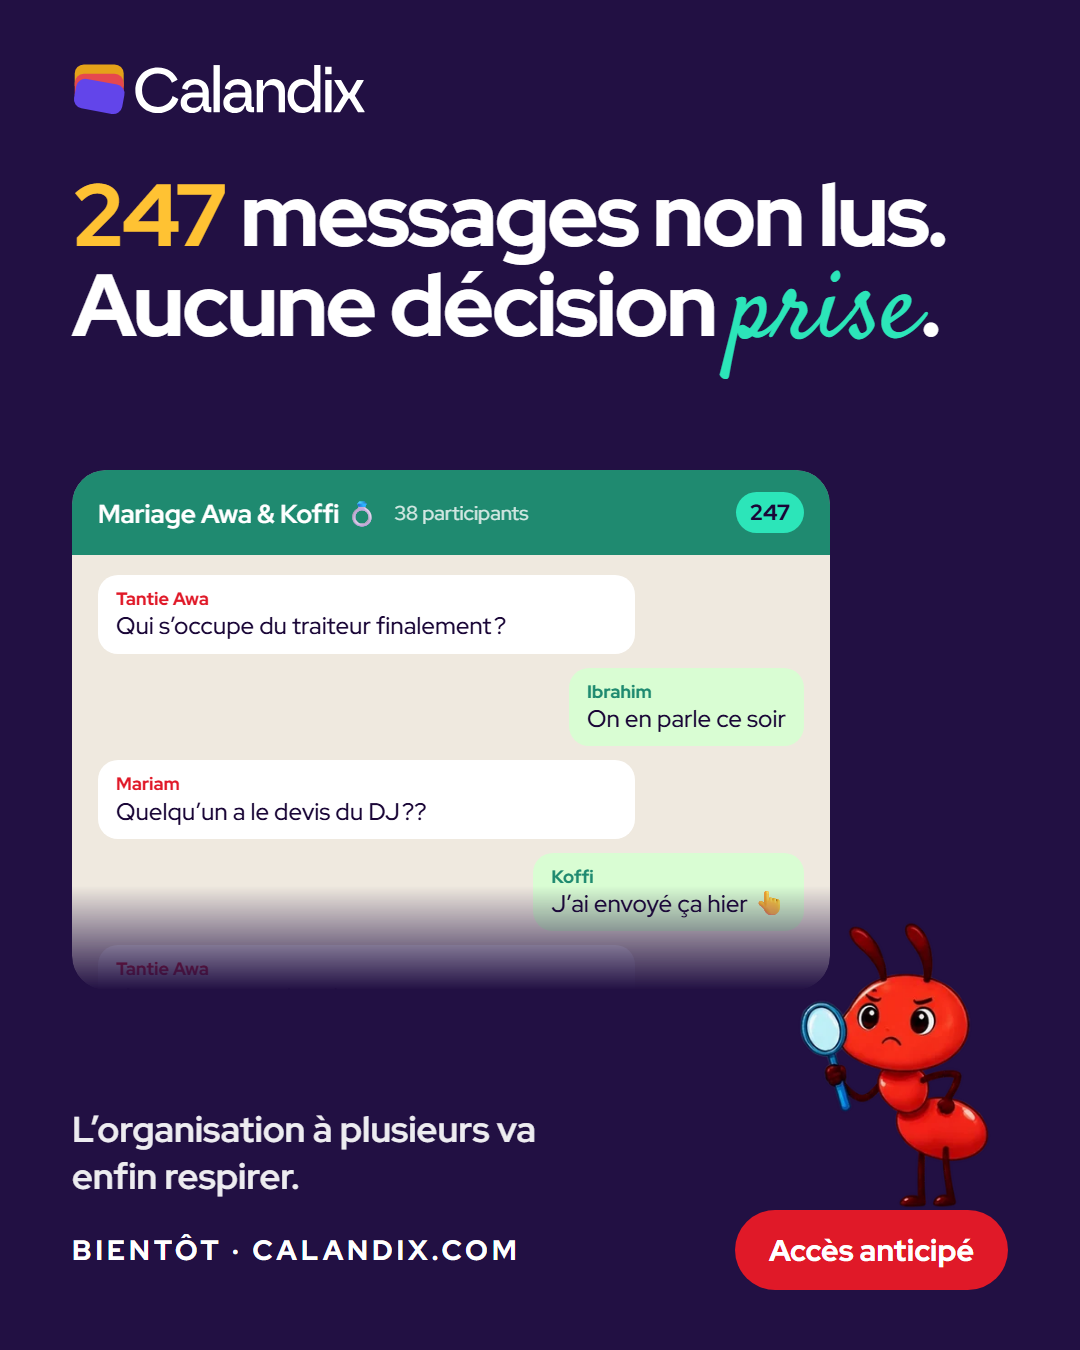 Calandix
247 messages non lus.
Aucune décision prise.
Mariage Awa & Koffi 💍 38 participants 247
Tantie Awa
Qui s’occupe du traiteur finalement ?
Ibrahim
On en parle ce soir
Mariam
Quelqu’un a le devis du DJ ??
Koffi
J’ai envoyé ça hier 👆
Tantie Awa
L’organisation à plusieurs va
enfin respirer.
BIENTÔT · CALANDIX.COM
Accès anticipé